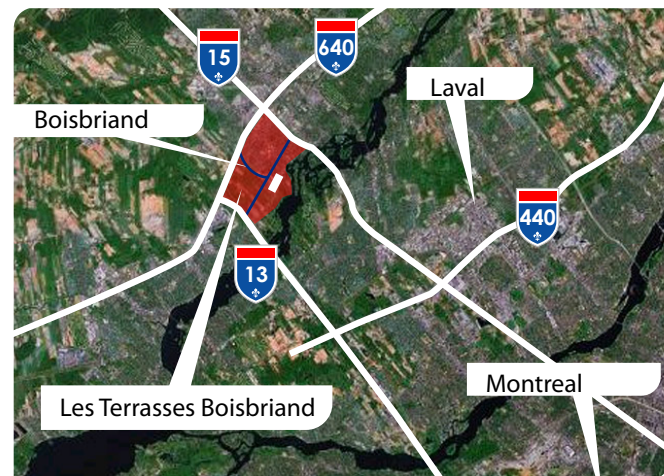 15
640
Boisbriand
Laval
440
13
Les Terrasses Boisbriand
Montreal